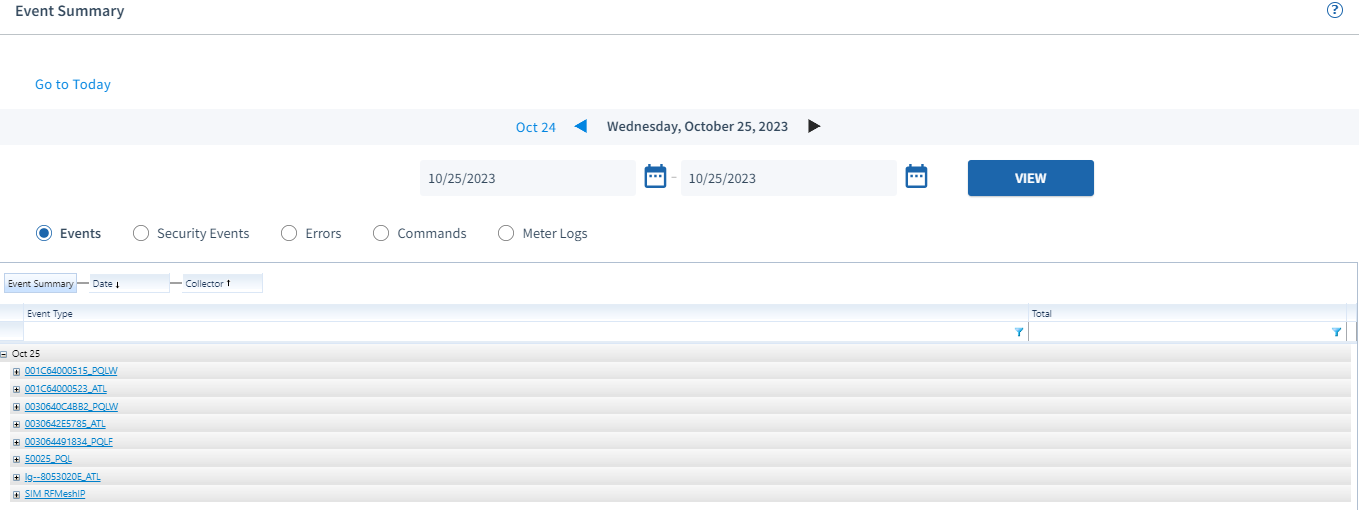 Event Summary
Go to Today
Oct 24 Wednesday, October 25, 2023
10/25/2023 - 10/25/2023 VIEW
Events Security Events Errors Commands Meter Logs
Event Summary Date ↓ Collector ↑
Event Type Total
Oct 25
001C64000515_PQLW
001C64000523_ATL
0030640C4BB2_PQLW
0030642E5785_ATL
003064491834_PQLF
50025_PQL
lg--8053020E_ATL
SIM RFMeshIP